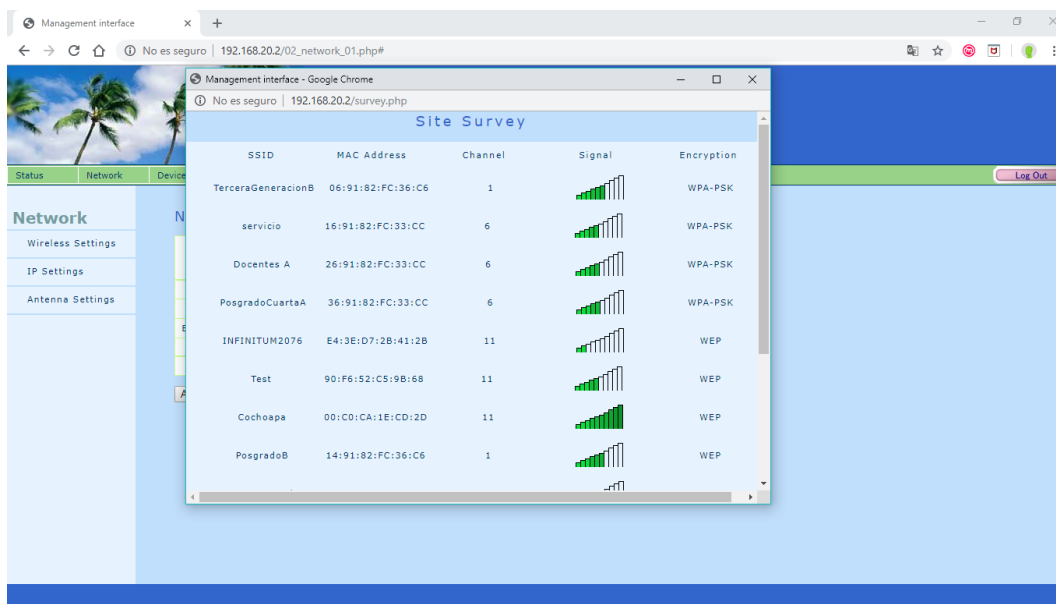 Management interface
No es seguro | 192.168.20.2/02_network_01.php#
Management interface - Google Chrome
No es seguro | 192.168.20.2/survey.php
Site Survey
SSID MAC Address Channel Signal Encryption
TerceraGeneracionB 06:91:82:FC:36:C6 1 WPA-PSK
servicio 16:91:82:FC:33:CC 6 WPA-PSK
Docentes A 26:91:82:FC:33:CC 6 WPA-PSK
PosgradoCuartaA 36:91:82:FC:33:CC 6 WPA-PSK
INFINITUM2076 E4:3E:D7:2B:41:2B 11 WEP
Test 90:F6:52:C5:9B:68 11 WEP
Cochoapa 00:C0:CA:1E:CD:2D 11 WEP
PosgradoB 14:91:82:FC:36:C6 1 WEP
Status Network Device Log Out
Network
Wireless Settings
IP Settings
Antenna Settings
N
E
A